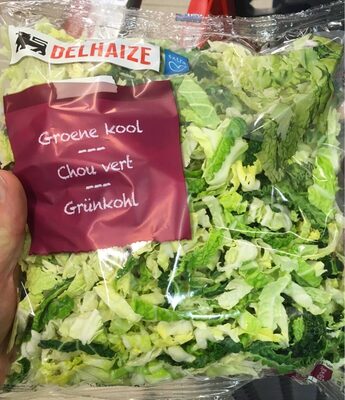 DELHAIZE
Groene kool
Chou vert
Grünkohl